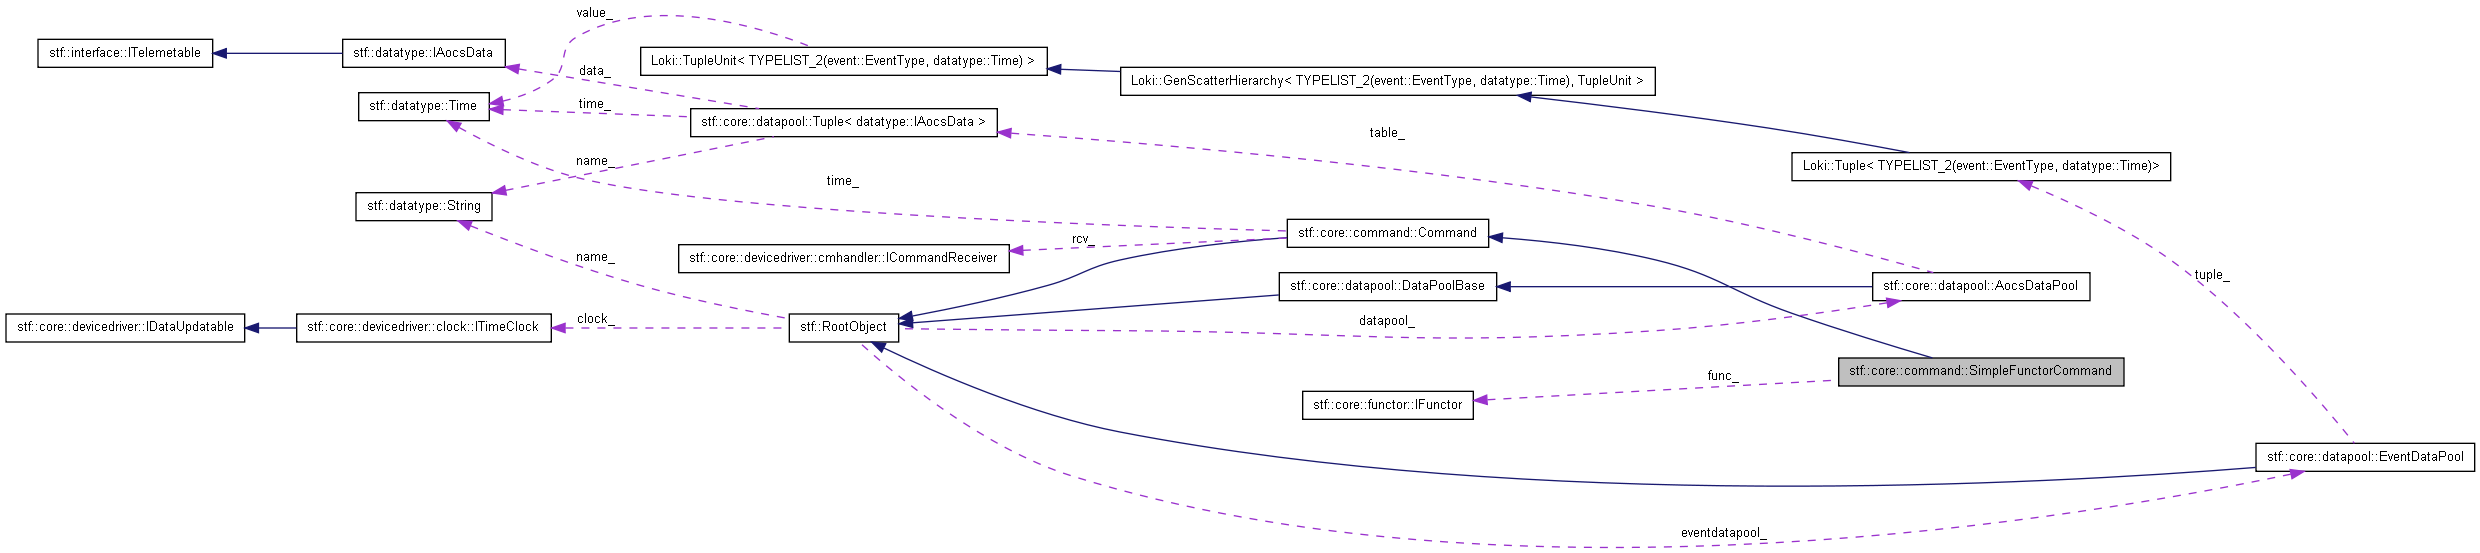 value_
stf::interface::ITelemetable
stf::datatype::IAocsData
Loki::TupleUnit< TYPELIST_2(event::EventType, datatype::Time) >
data_
Loki::GenScatterHierarchy< TYPELIST_2(event::EventType, datatype::Time), TupleUnit >
stf::datatype::Time
time_
stf::core::datapool::Tuple< datatype::IAocsData >
table_
name_
Loki::Tuple< TYPELIST_2(event::EventType, datatype::Time)>
time_
stf::datatype::String
stf::core::command::Command
rcv_
name_
stf::core::devicedriver::cmhandler::ICommandReceiver
tuple_
stf::core::datapool::DataPoolBase
stf::core::datapool::AocsDataPool
stf::core::devicedriver::IDataUpdatable
stf::core::devicedriver::clock::ITimeClock
clock_
stf::RootObject
datapool_
stf::core::command::SimpleFunctorCommand
func_
stf::core::functor::IFunctor
stf::core::datapool::EventDataPool
eventdatapool_